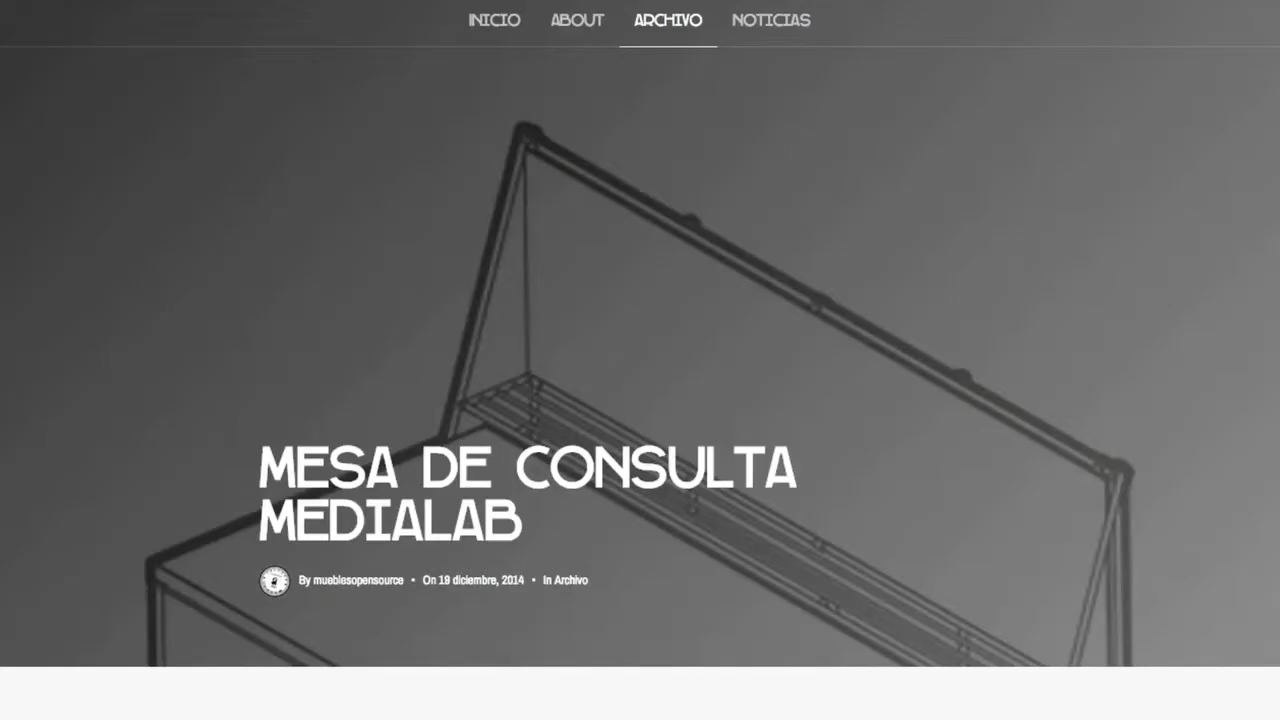 INICIO ABOUT ARCHIVO NOTICIAS
MESA DE CONSULTA
MEDIALAB
By mueblesopensource • On 19 diciembre, 2014 • In Archivo